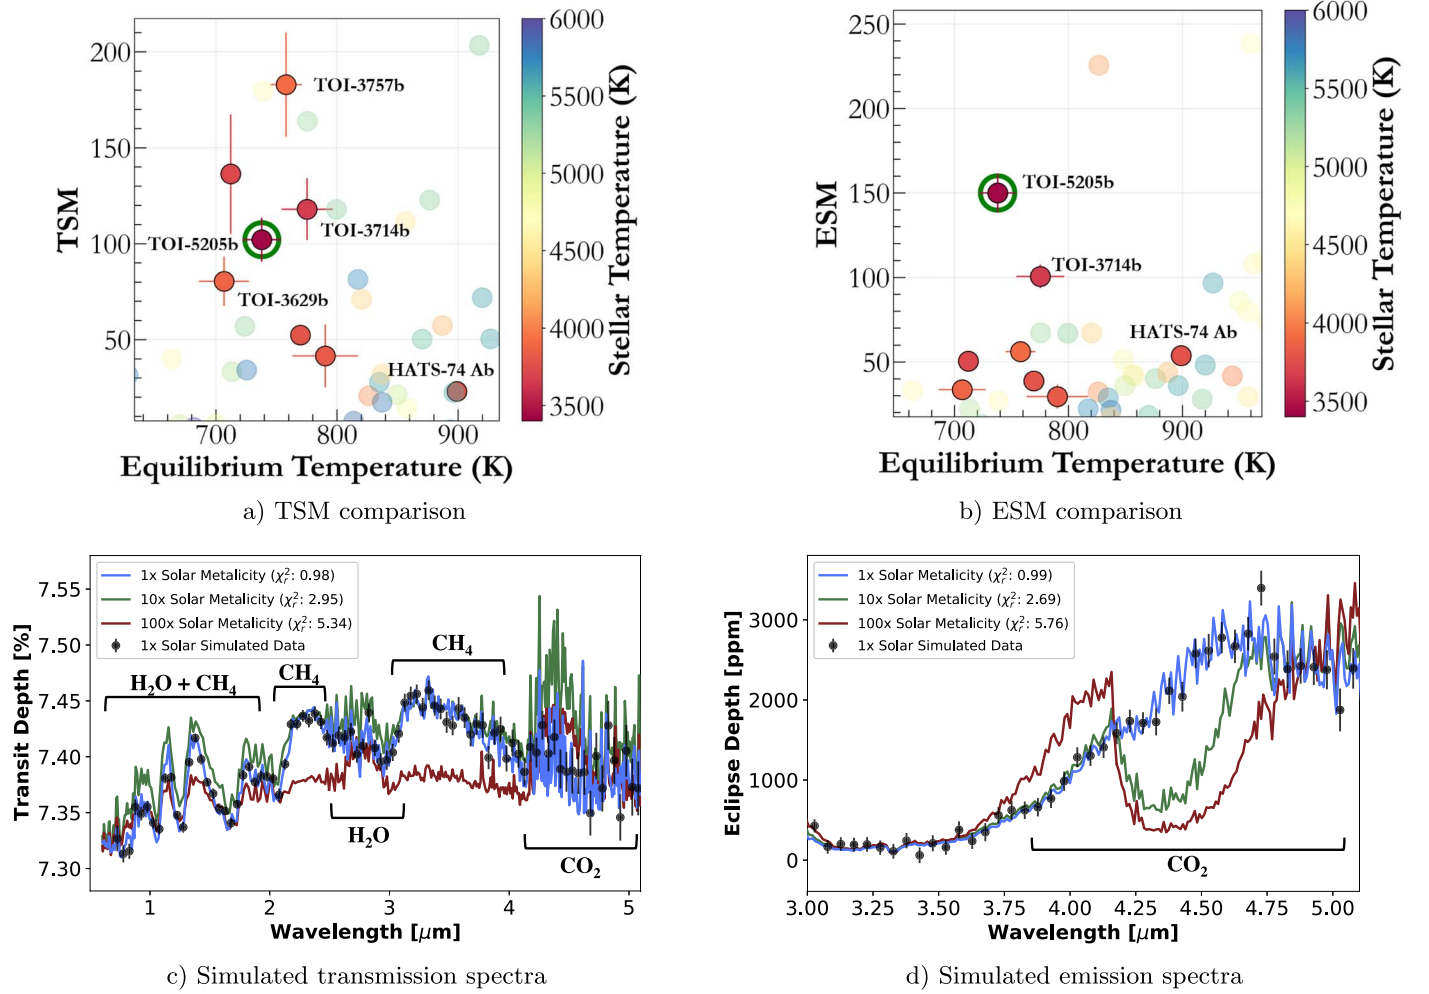 TSM
200
150
100
50
700
800
900
Equilibrium Temperature (K)
TOI-3757b
TOI-3714b
TOI-5205b
TOI-3629b
HATS-74 Ab
6000
5500
5000
4500
4000
3500
Stellar Temperature (K)
a) TSM comparison
ESM
250
200
150
100
50
700
800
900
Equilibrium Temperature (K)
TOI-5205b
TOI-3714b
HATS-74 Ab
6000
5500
5000
4500
4000
3500
Stellar Temperature (K)
b) ESM comparison
Transit Depth [%]
7.55
7.50
7.45
7.40
7.35
7.30
1x Solar Metalicity (χ²ᵣ: 0.98)
10x Solar Metalicity (χ²ᵣ: 2.95)
100x Solar Metalicity (χ²ᵣ: 5.34)
1x Solar Simulated Data
H₂O + CH₄
CH₄
CH₄
H₂O
CO₂
1
2
3
4
5
Wavelength [μm]
c) Simulated transmission spectra
Eclipse Depth [ppm]
3000
2000
1000
0
1x Solar Metalicity (χ²ᵣ: 0.99)
10x Solar Metalicity (χ²ᵣ: 2.69)
100x Solar Metalicity (χ²ᵣ: 5.76)
1x Solar Simulated Data
CO₂
3.00
3.25
3.50
3.75
4.00
4.25
4.50
4.75
5.00
Wavelength [μm]
d) Simulated emission spectra